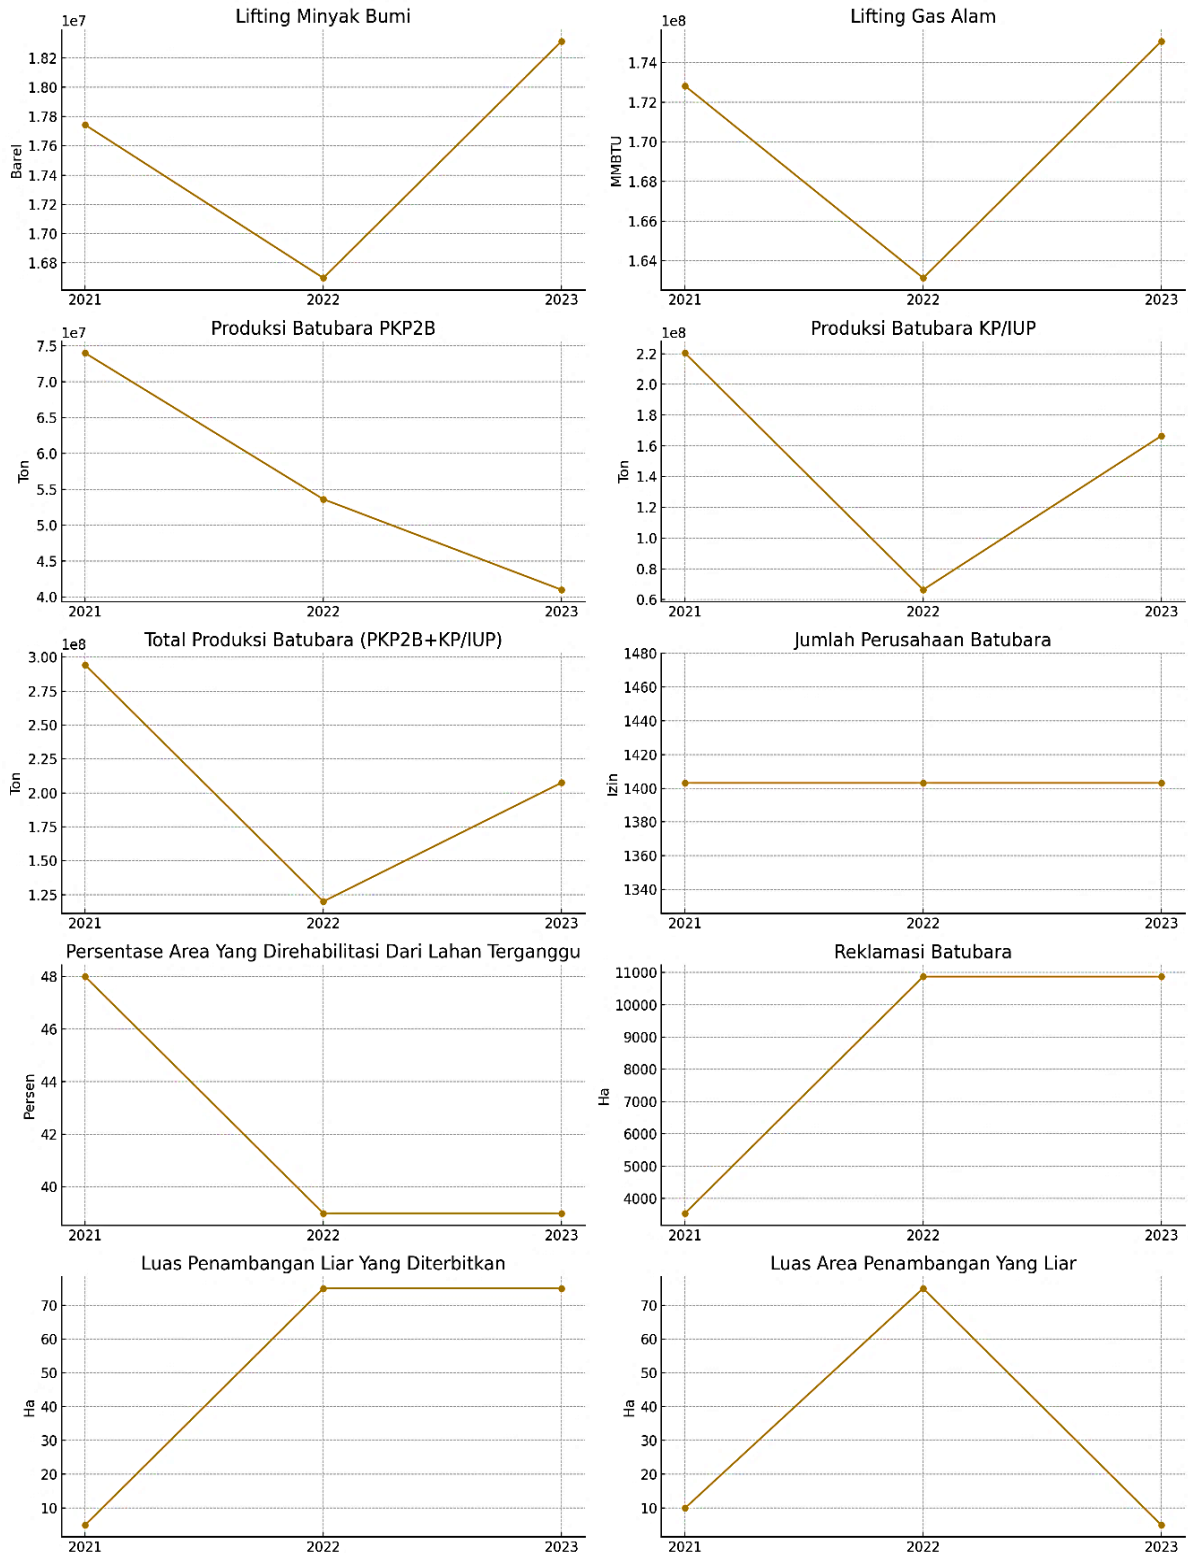 Lifting Minyak Bumi
1e7
Barel
1.82
1.80
1.78
1.76
1.74
1.72
1.70
1.68
2021 2022 2023
Lifting Gas Alam
1e8
MMBTU
1.74
1.72
1.70
1.68
1.66
1.64
2021 2022 2023
Produksi Batubara PKP2B
1e7
Ton
7.5
7.0
6.5
6.0
5.5
5.0
4.5
4.0
2021 2022 2023
Produksi Batubara KP/IUP
1e8
Ton
2.2
2.0
1.8
1.6
1.4
1.2
1.0
0.8
0.6
2021 2022 2023
Total Produksi Batubara (PKP2B+KP/IUP)
1e8
Ton
3.00
2.75
2.50
2.25
2.00
1.75
1.50
1.25
2021 2022 2023
Jumlah Perusahaan Batubara
Izin
1480
1460
1440
1420
1400
1380
1360
1340
2021 2022 2023
Persentase Area Yang Direhabilitasi Dari Lahan Terganggu
Persen
48
46
44
42
40
2021 2022 2023
Reklamasi Batubara
Ha
11000
10000
9000
8000
7000
6000
5000
4000
2021 2022 2023
Luas Penambangan Liar Yang Diterbitkan
Ha
70
60
50
40
30
20
10
2021 2022 2023
Luas Area Penambangan Yang Liar
Ha
70
60
50
40
30
20
10
2021 2022 2023